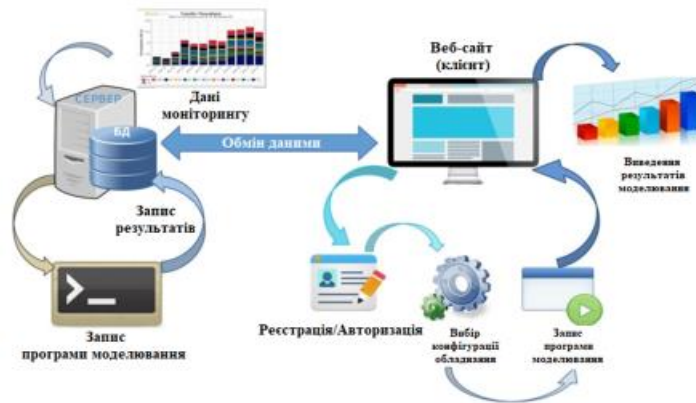 СЕРВЕР
БД
Дані
моніторингу
Обмін даними
Веб-сайт
(клієнт)
Виведення
результатів
моделювання
Запис
результатів
Запис
програми моделювання
Реєстрація/Авторизація
Вибір
конфігурації
обладнання
Запис
програми
моделювання